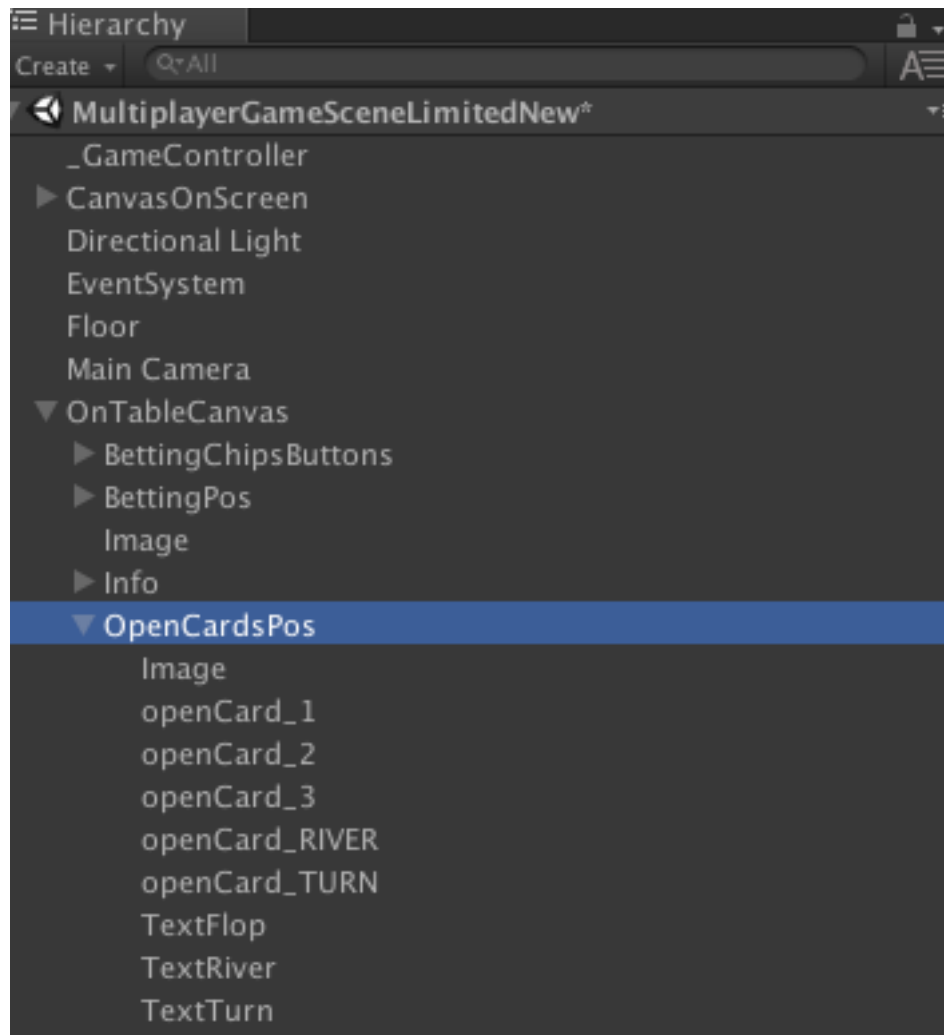 Hierarchy
Create All
MultiplayerGameSceneLimitedNew*
_GameController
CanvasOnScreen
Directional Light
EventSystem
Floor
Main Camera
OnTableCanvas
BettingChipsButtons
BettingPos
Image
Info
OpenCardsPos
Image
openCard_1
openCard_2
openCard_3
openCard_RIVER
openCard_TURN
TextFlop
TextRiver
TextTurn